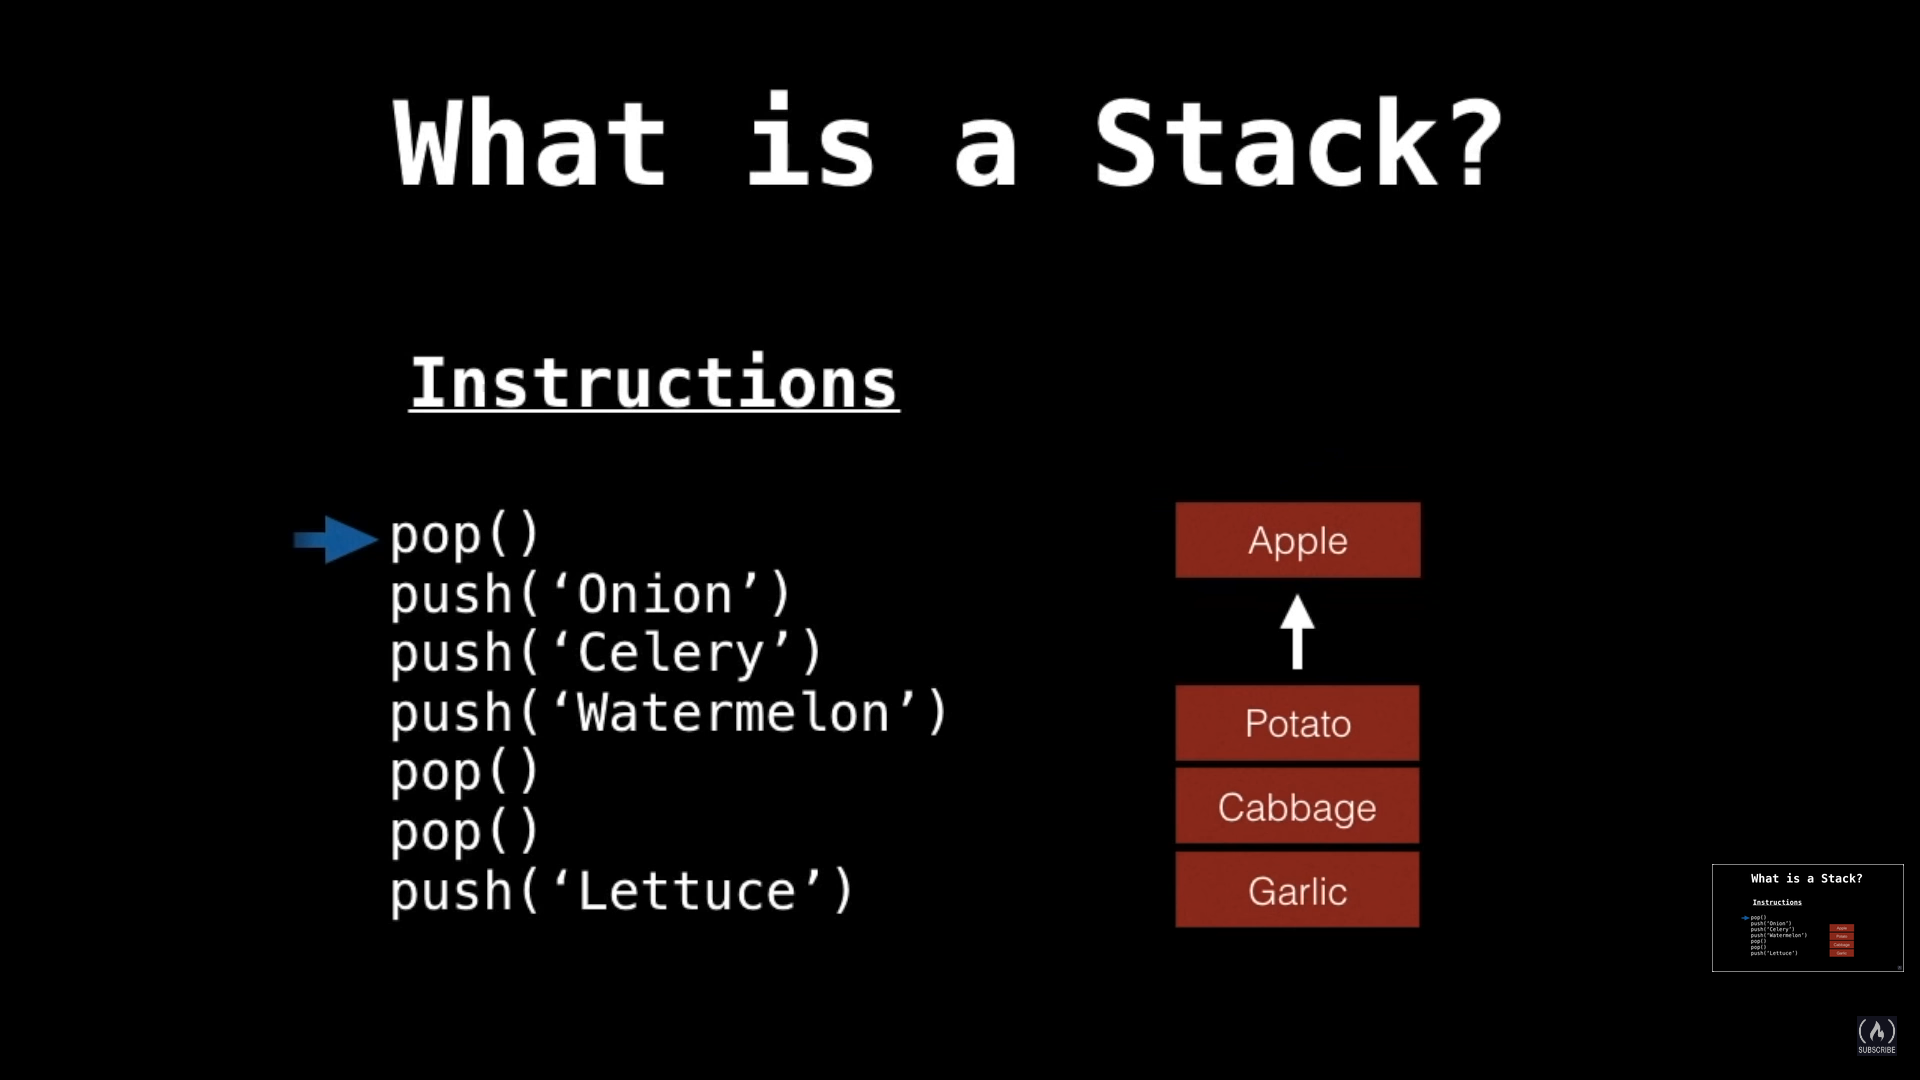 What is a Stack?
Instructions
pop()
push(‘Onion’)
push(‘Celery’)
push(‘Watermelon’)
pop()
pop()
push(‘Lettuce’)
Apple
Potato
Cabbage
Garlic
What is a Stack?
Instructions
pop()
push(‘Onion’)
push(‘Celery’)
push(‘Watermelon’)
pop()
pop()
push(‘Lettuce’)
Apple
Potato
Cabbage
Garlic
SUBSCRIBE